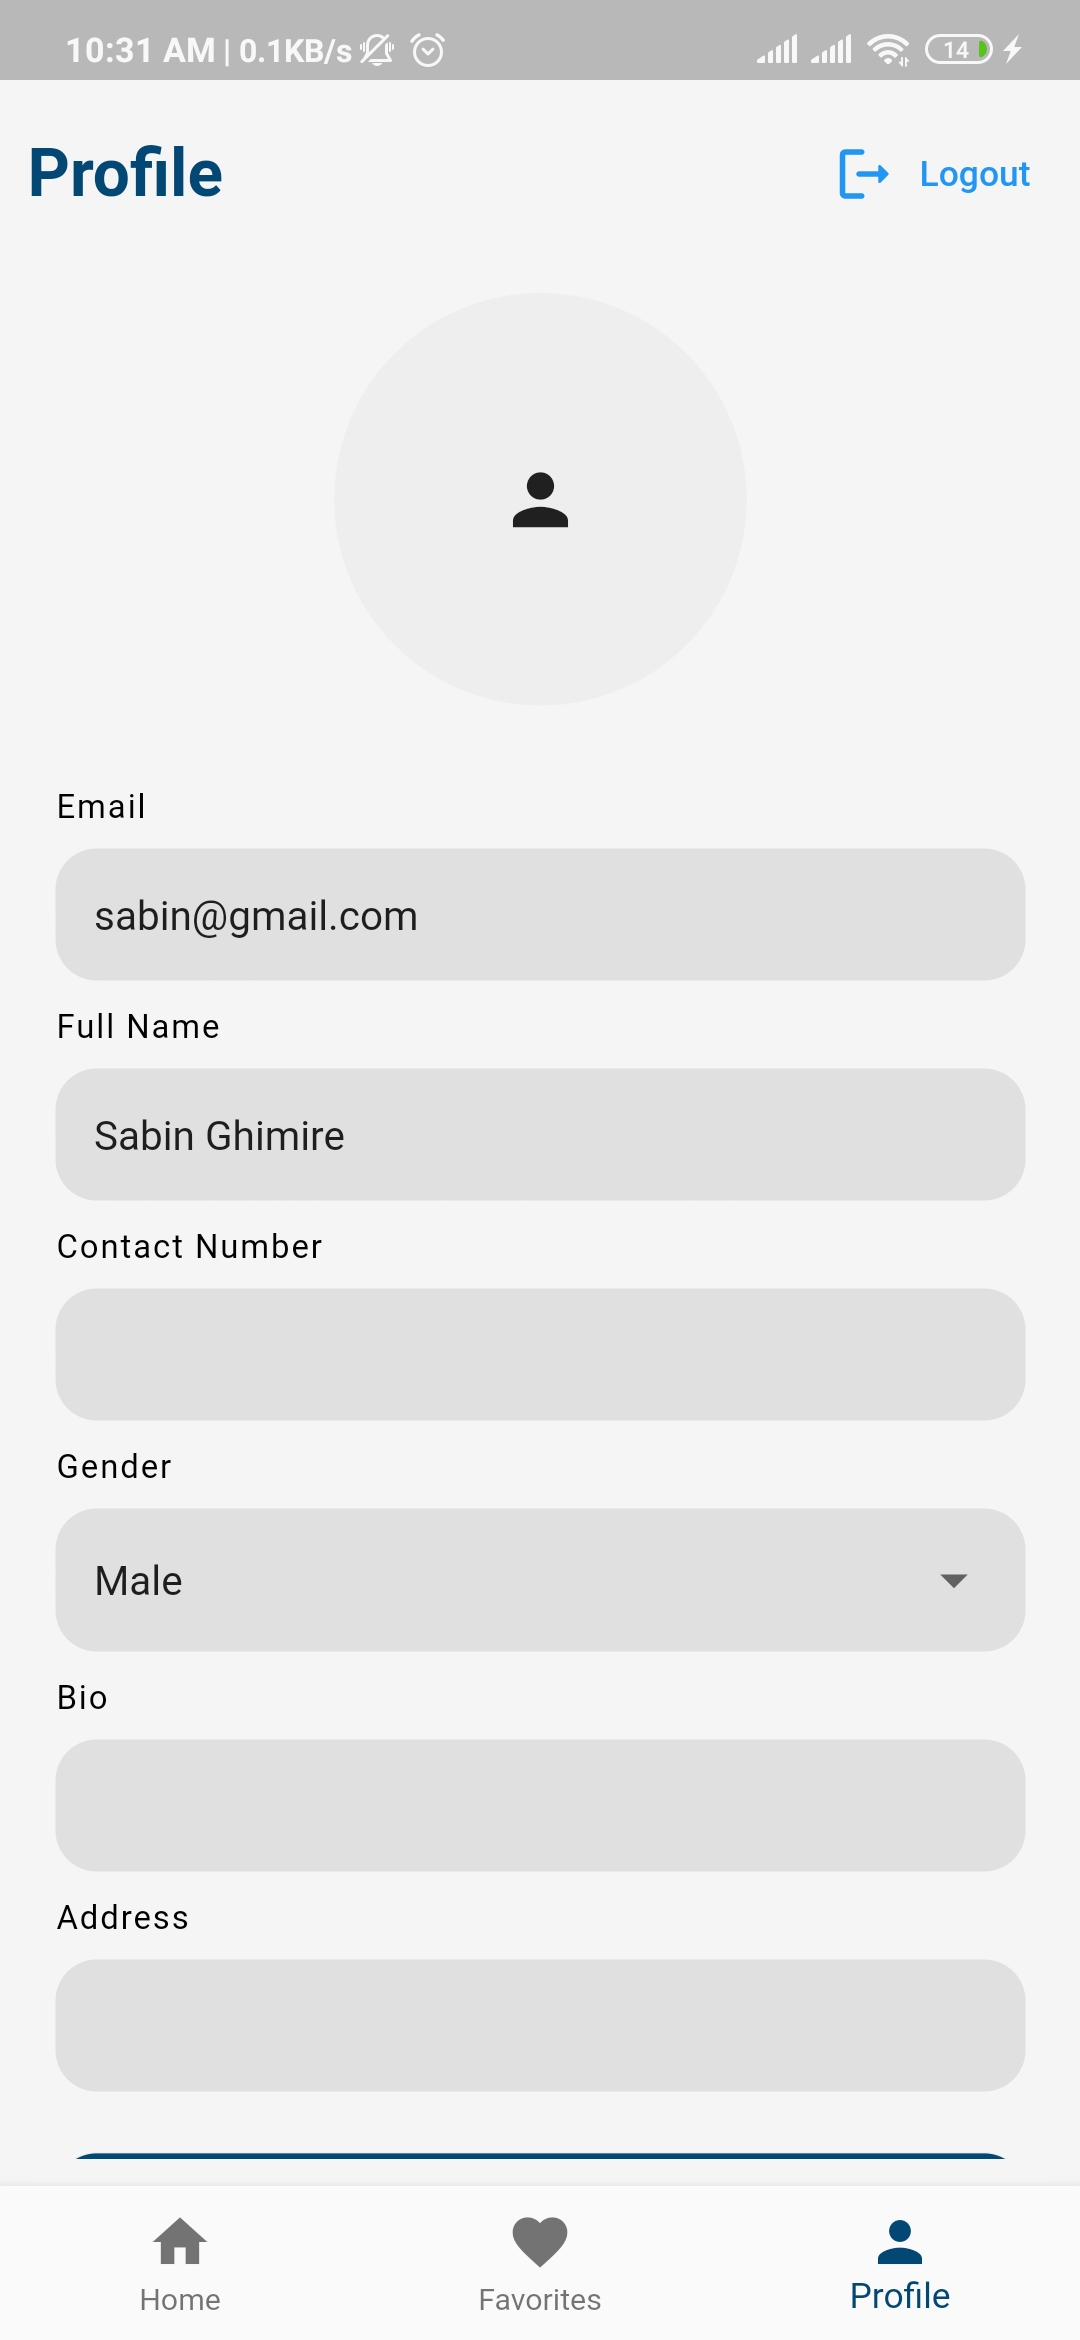 10:31 AM | 0.1KB/s 14
Profile
Logout
Email
sabin@gmail.com
Full Name
Sabin Ghimire
Contact Number
Gender
Male
Bio
Address
Home
Favorites
Profile